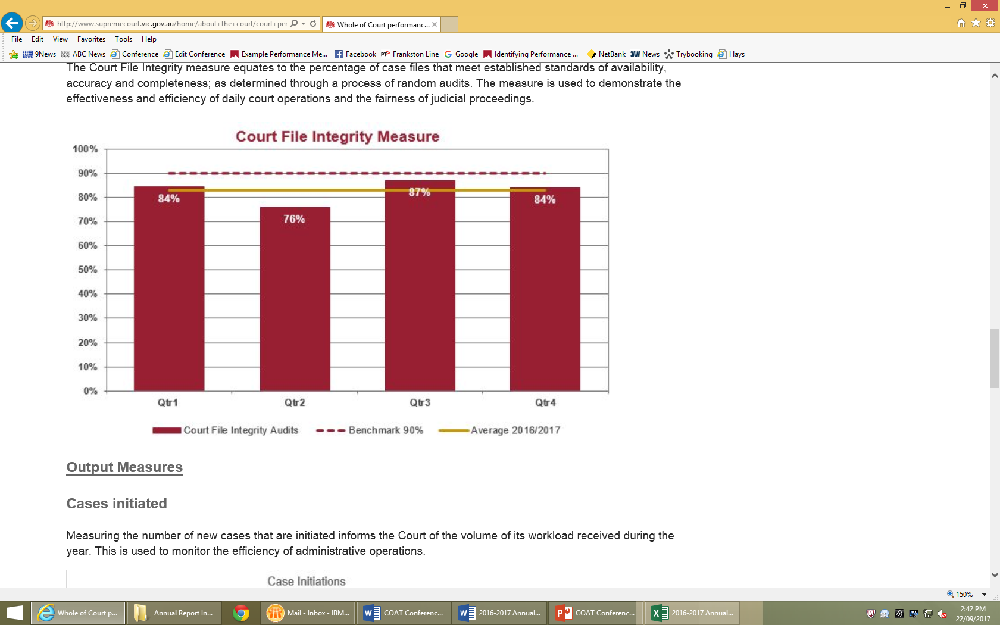 http://www.supremecourt.vic.gov.au/home/about+the+court/court+per
Whole of Court performanc...
File Edit View Favorites Tools Help
9News ABC News Conference Edit Conference Example Performance Me... Facebook PT> Frankston Line Google Identifying Performance ... NetBank 3AW News Trybooking Hays
The Court File Integrity measure equates to the percentage of case files that meet established standards of availability,
accuracy and completeness; as determined through a process of random audits. The measure is used to demonstrate the
effectiveness and efficiency of daily court operations and the fairness of judicial proceedings.
Court File Integrity Measure
100%
90%
80%
70%
60%
50%
40%
30%
20%
10%
0%
84%
76%
87%
84%
Qtr1 Qtr2 Qtr3 Qtr4
Court File Integrity Audits Benchmark 90% Average 2016/2017
Output Measures
Cases initiated
Measuring the number of new cases that are initiated informs the Court of the volume of its workload received during the
year. This is used to monitor the efficiency of administrative operations.
Case Initiations
150%
Whole of Court p... Annual Report In... Mail - Inbox - IBM... COAT Conferenc... 2016-2017 Annual... COAT Conferenc... 2016-2017 Annual...
2:42 PM
22/09/2017